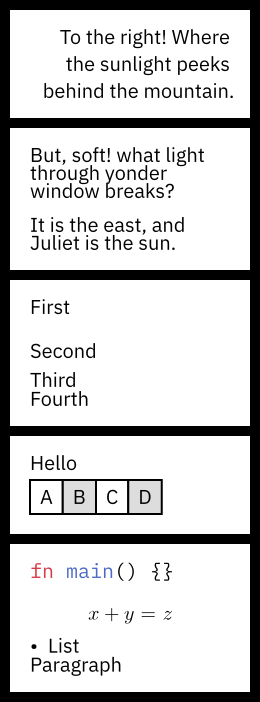 To the right! Where
the sunlight peeks
behind the mountain.
But, soft! what light
through yonder
window breaks?
It is the east, and
Juliet is the sun.
First
Second
Third
Fourth
Hello
A B C D
fn main() {}
x + y = z
• List
Paragraph